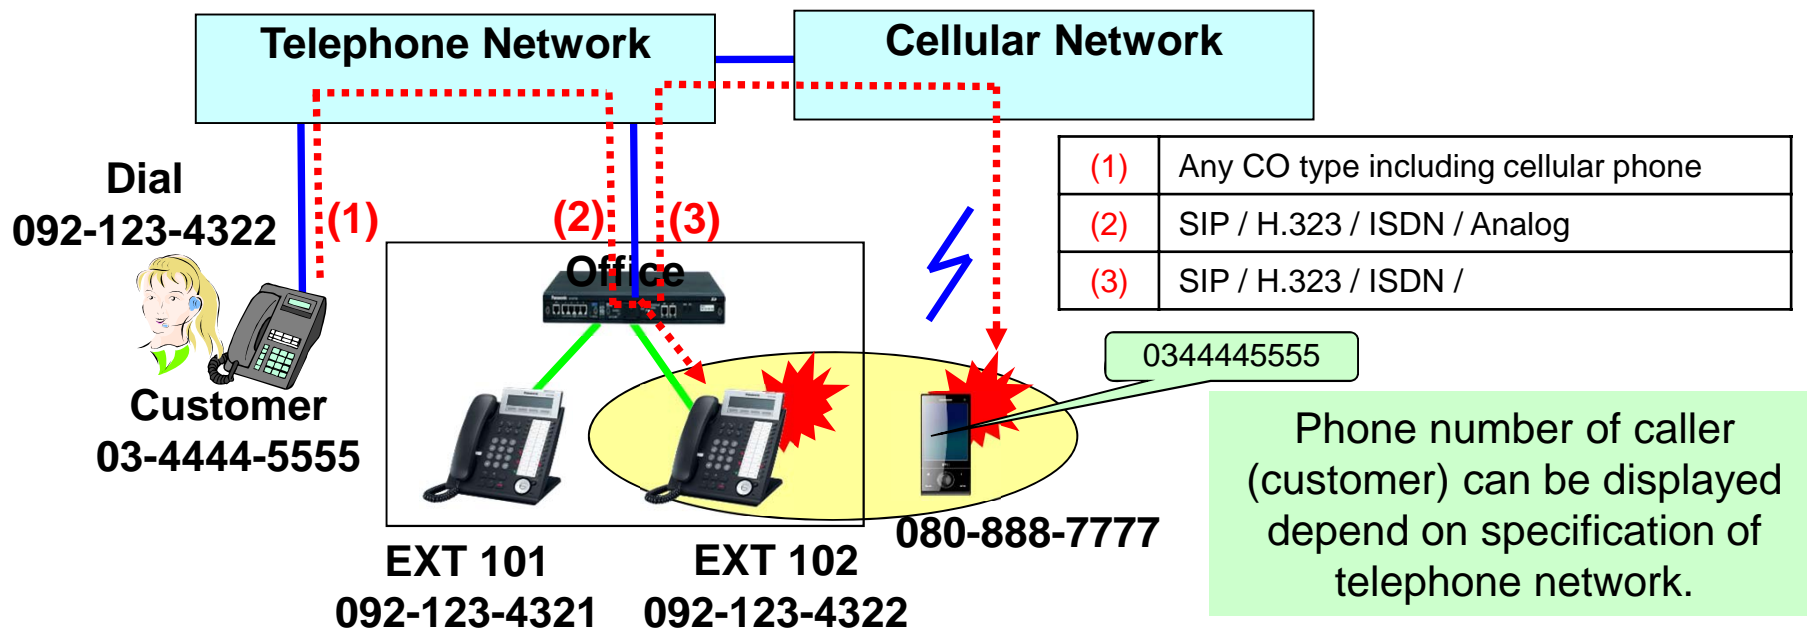 Telephone Network
Cellular Network
Dial
092-123-4322
(1)
(2)
(3)
(1) Any CO type including cellular phone
(2) SIP / H.323 / ISDN / Analog
(3) SIP / H.323 / ISDN /
Office
Panasonic
0344445555
Customer
03-4444-5555
Phone number of caller
(customer) can be displayed
depend on specification of
telephone network.
080-888-7777
EXT 101
092-123-4321
EXT 102
092-123-4322